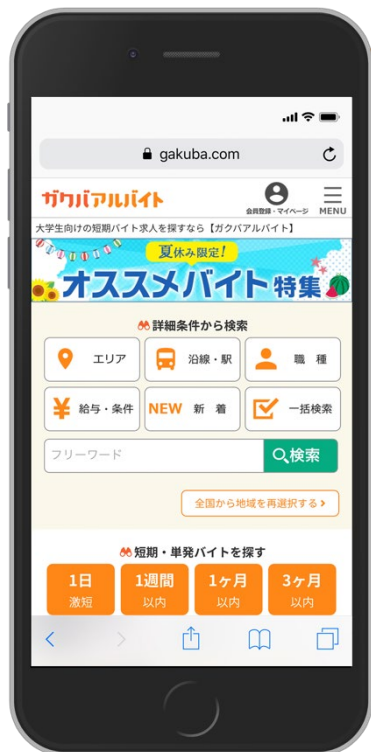 gakuba.com
ガクバアルバイト
会員登録・マイページ
MENU
大学生向けの短期バイト求人を探すなら【ガクバアルバイト】
夏休み限定!
オススメバイト特集
詳細条件から検索
エリア
沿線・駅
職 種
給与・条件
NEW 新 着
一括検索
フリーワード
検索
全国から地域を再選択する
短期・単発バイトを探す
1日
激短
1週間
以内
1ヶ月
以内
3ヶ月
以内